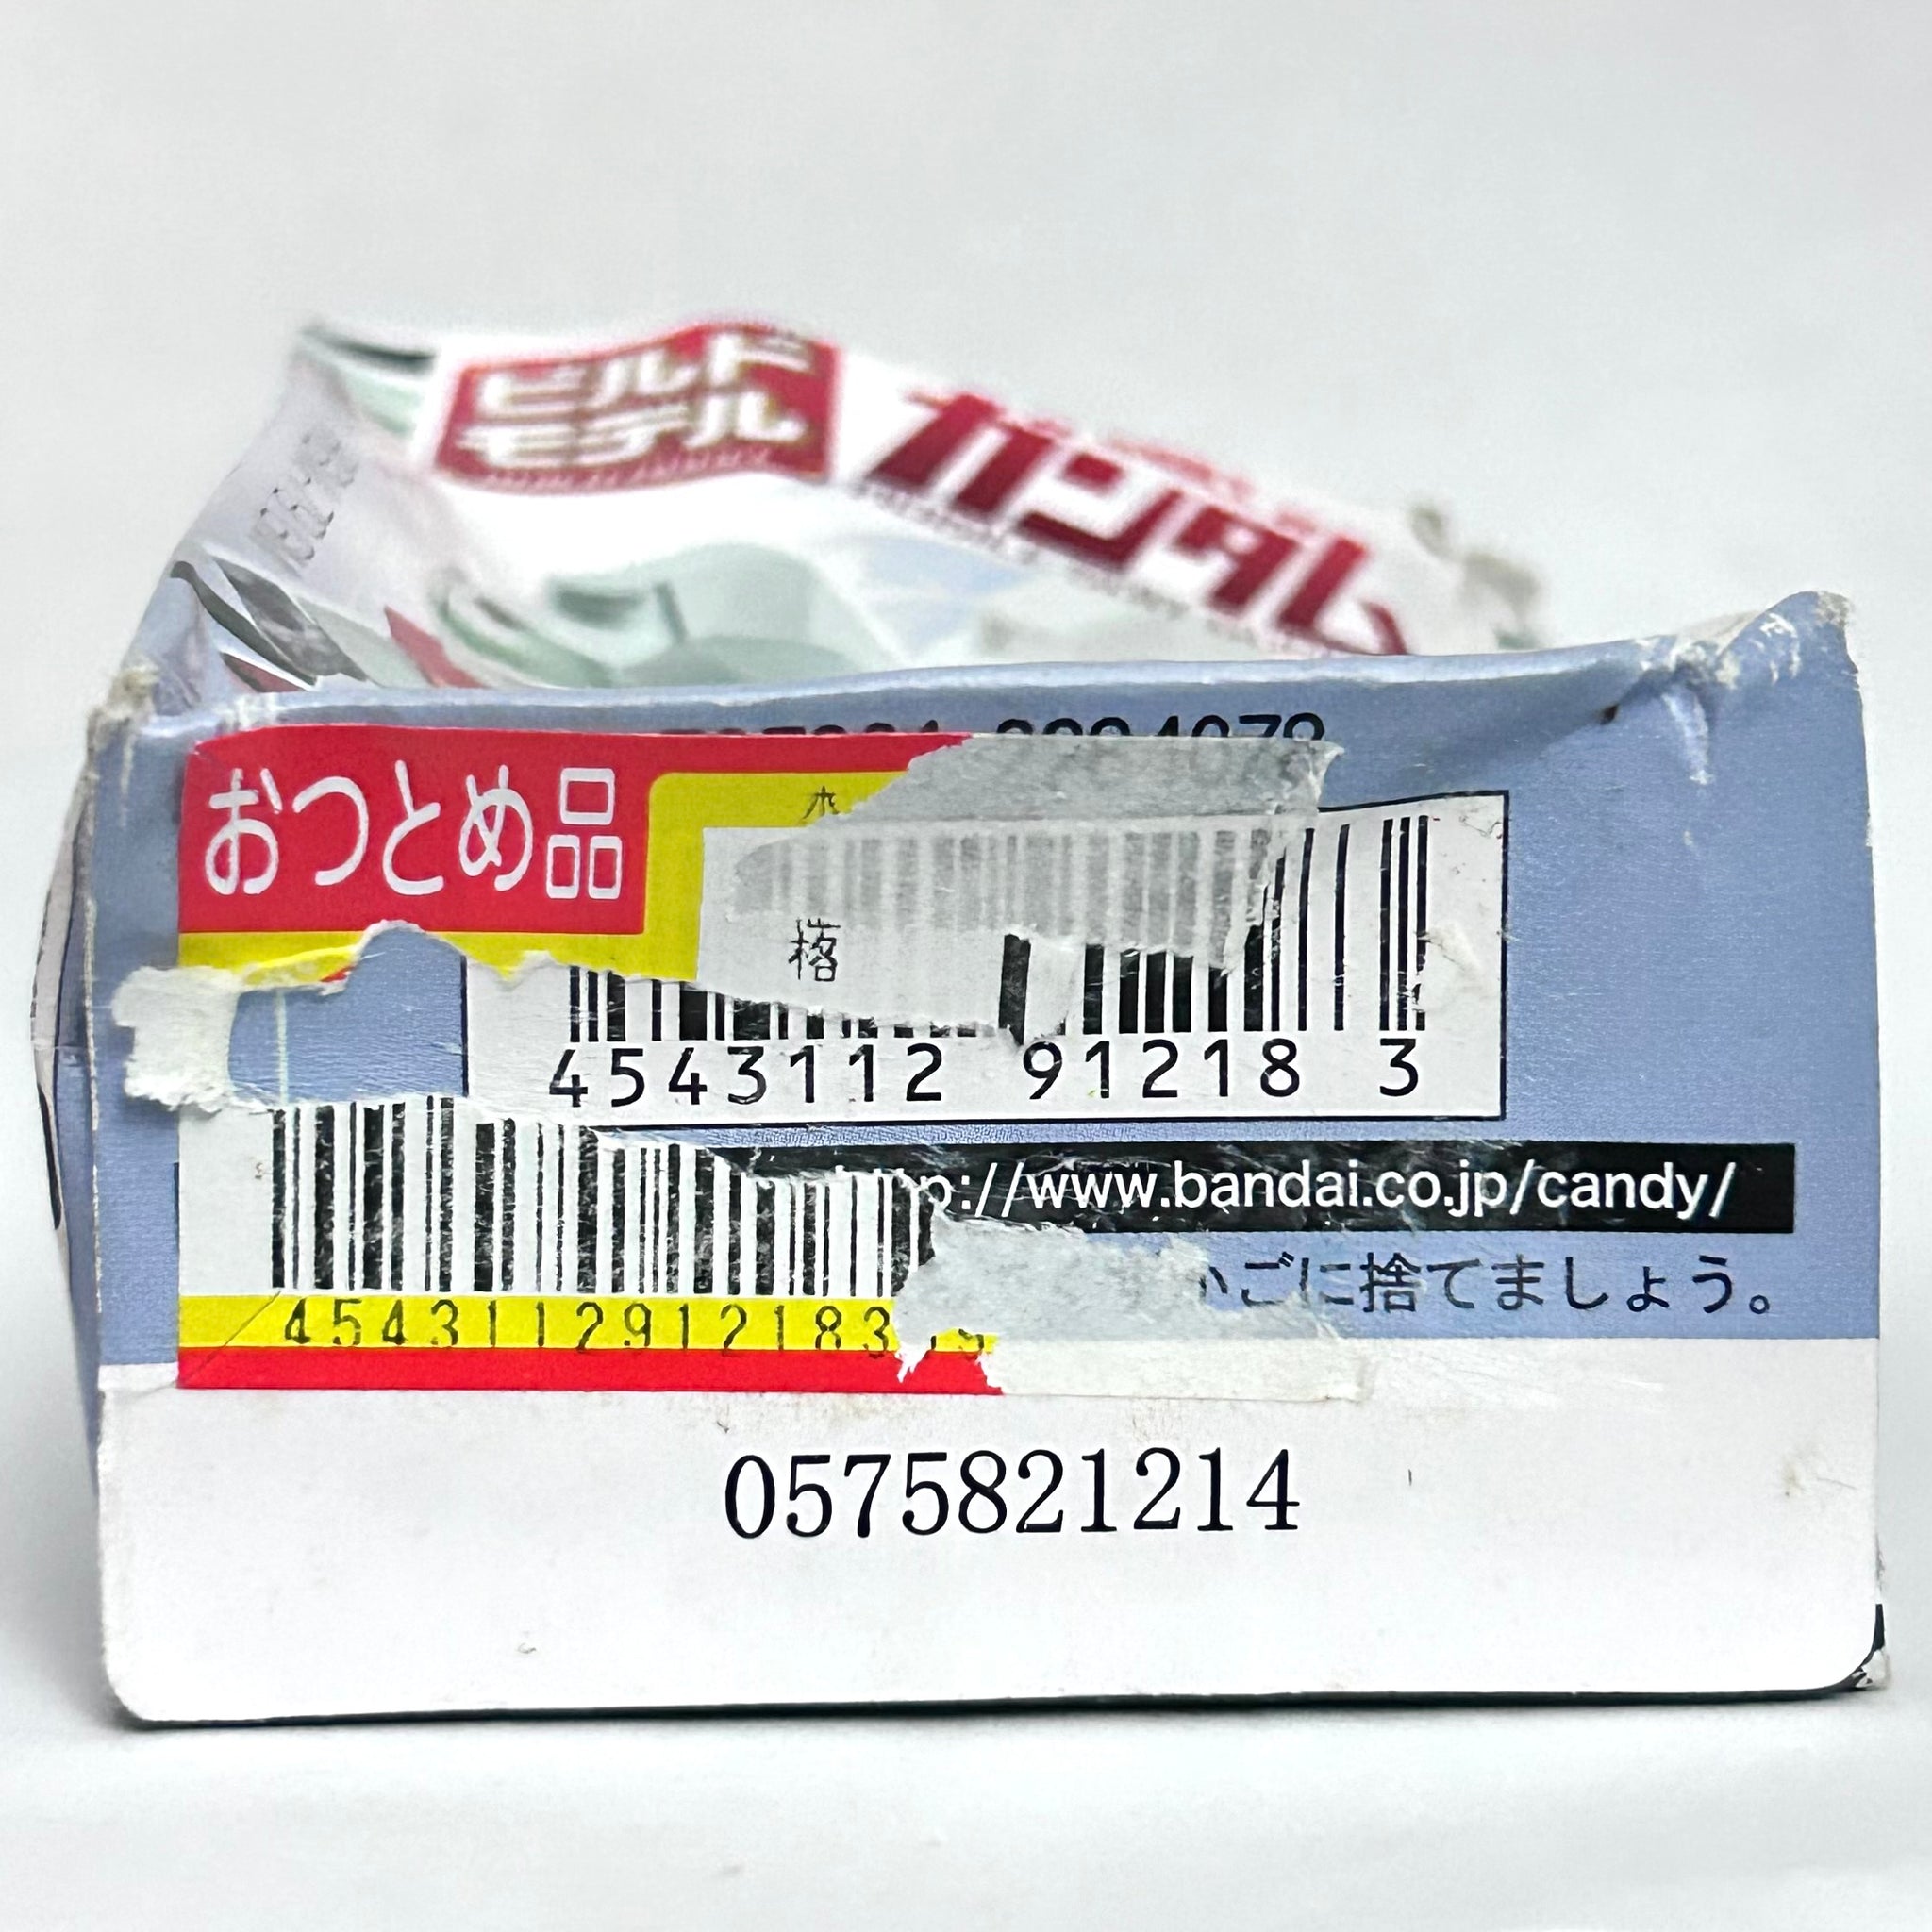 ビルド
モデル
ガンダム
おつとめ品
格
4543112 91218 3
p://www.bandai.co.jp/candy/
ごに捨てましょう。
4543112912183
0575821214